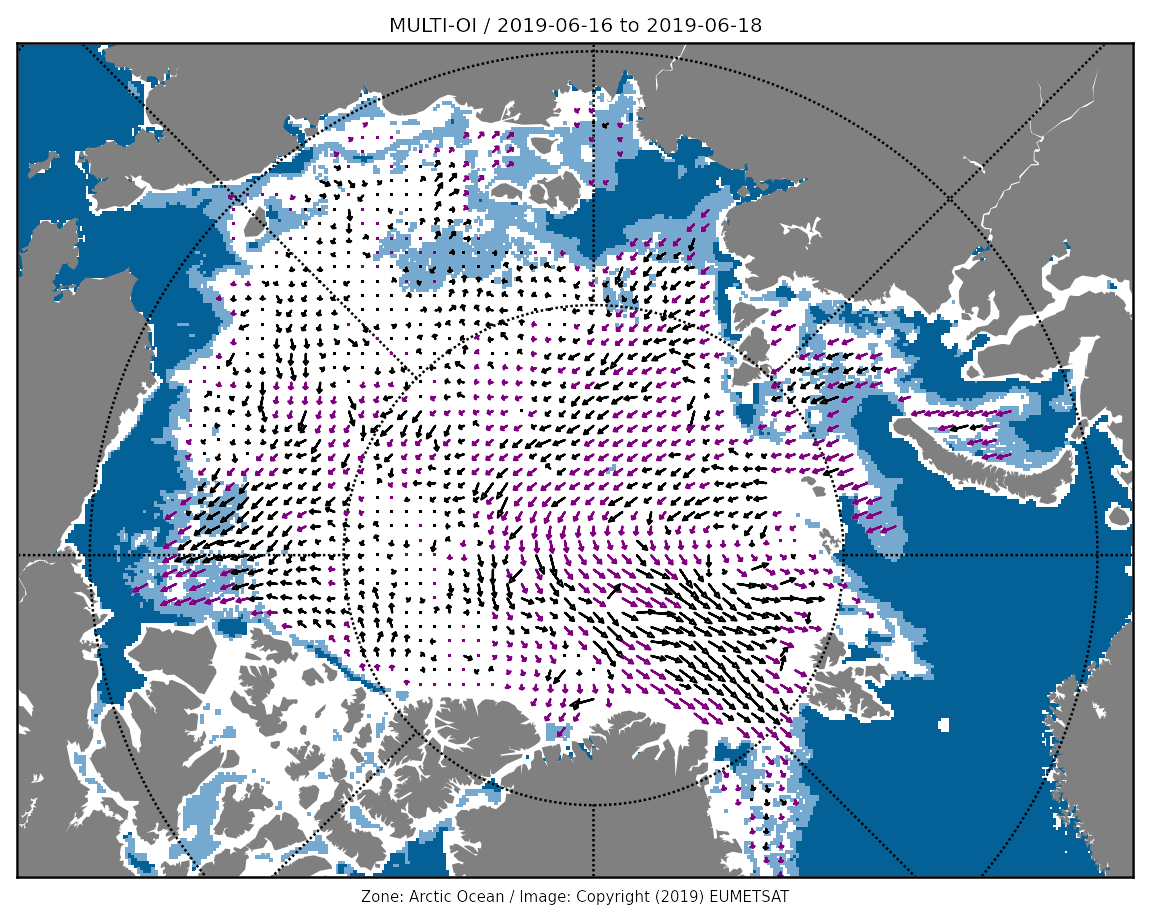 MULTI-OI / 2019-06-16 to 2019-06-18
Zone: Arctic Ocean / Image: Copyright (2019) EUMETSAT